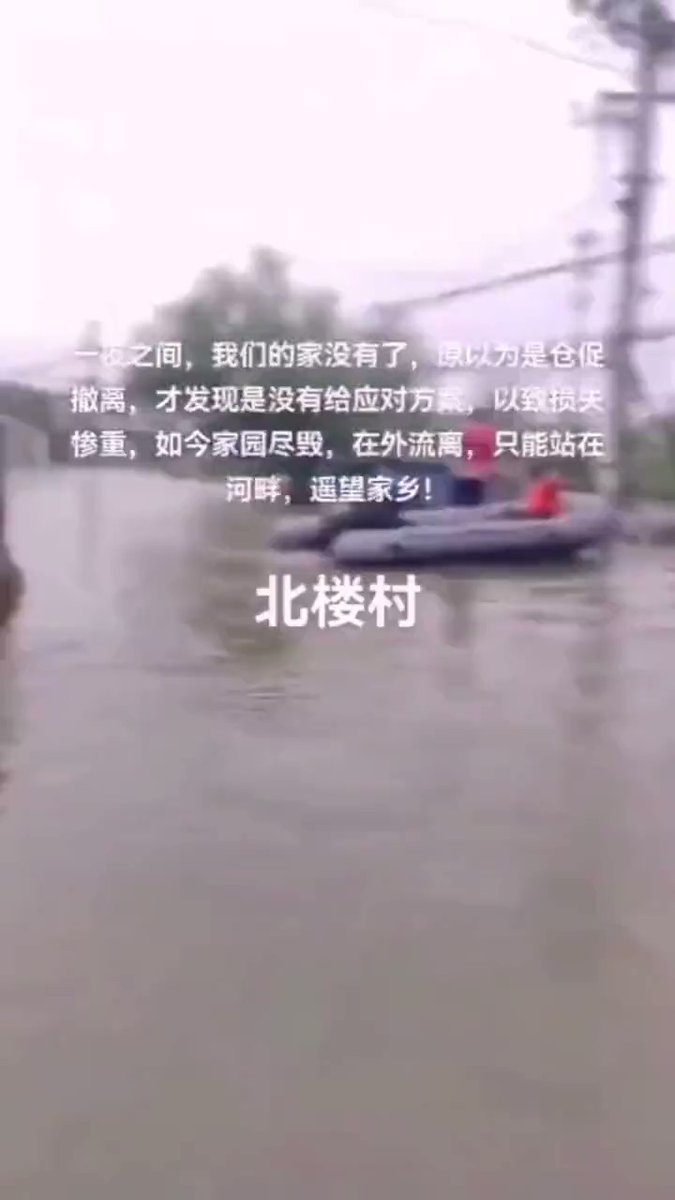 一夜之间，我们的家没有了，原以为是仓促
撤离，才发现是没有给应对方案，以致损失
惨重，如今家园尽毁，在外流离，只能站在
河畔，遥望家乡！
北楼村